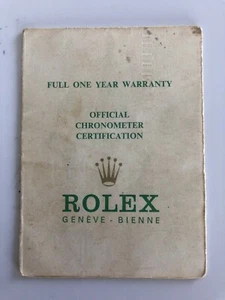 FULL ONE YEAR WARRANTY
OFFICIAL
CHRONOMETER
CERTIFICATION
ROLEX
GENÈVE - BIENNE